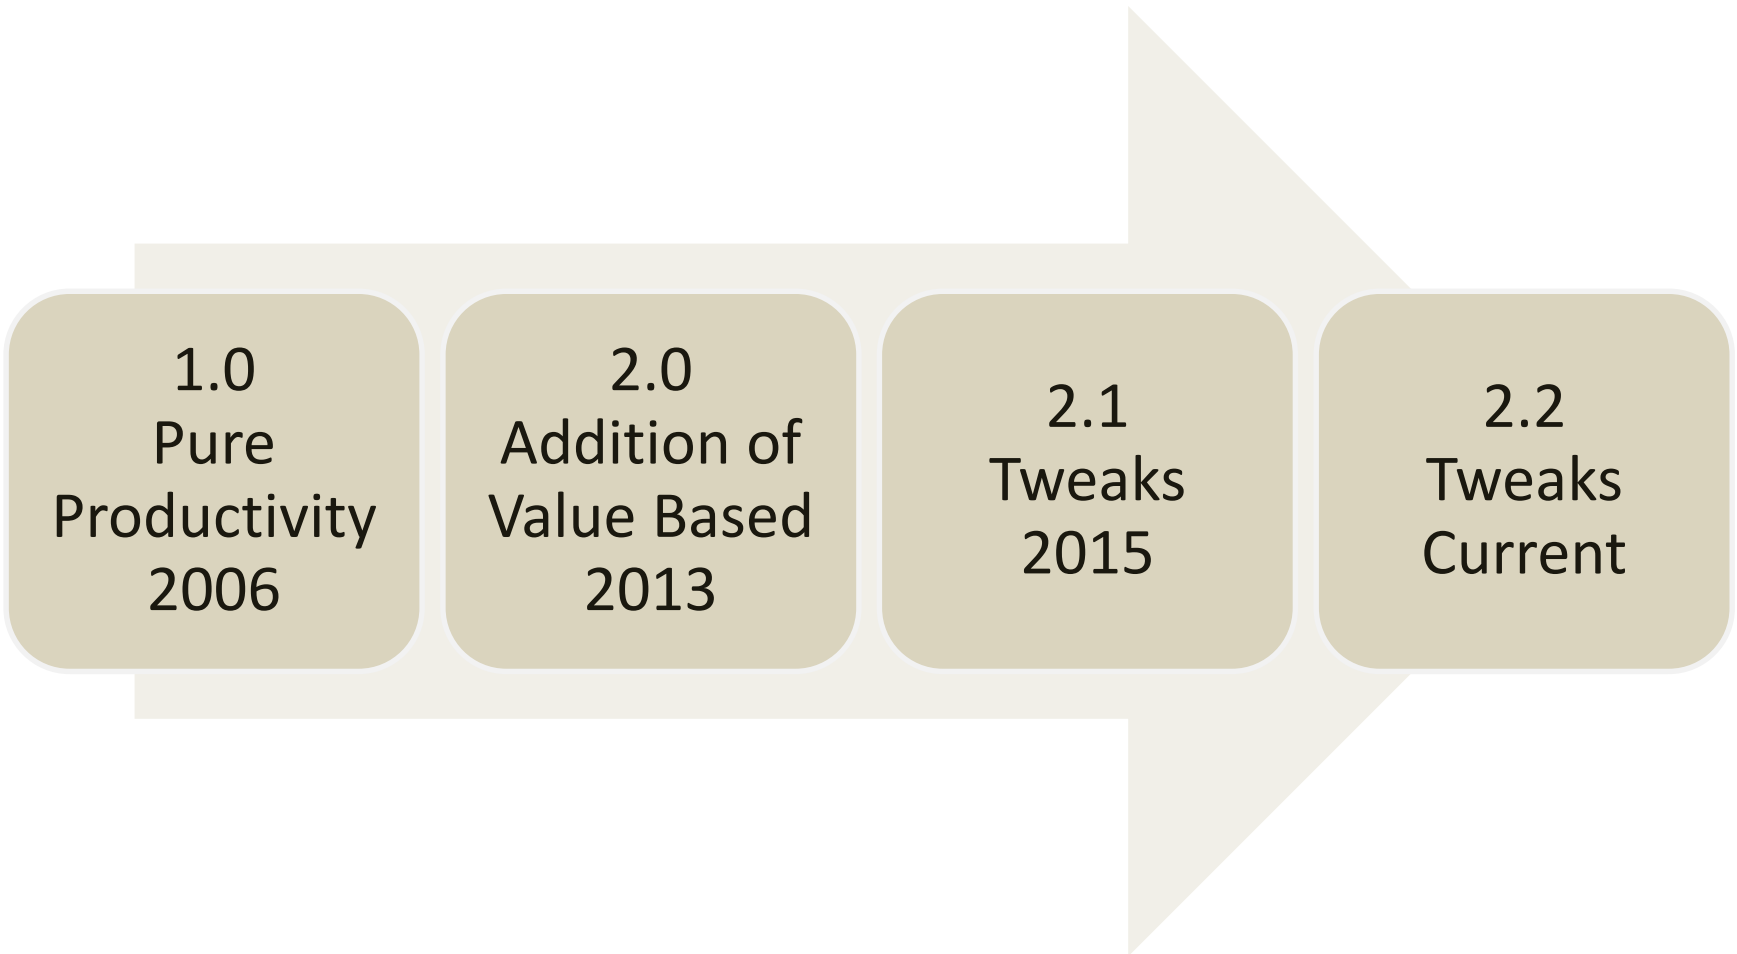 1.0
Pure
Productivity
2006
2.0
Addition of
Value Based
2013
2.1
Tweaks
2015
2.2
Tweaks
Current